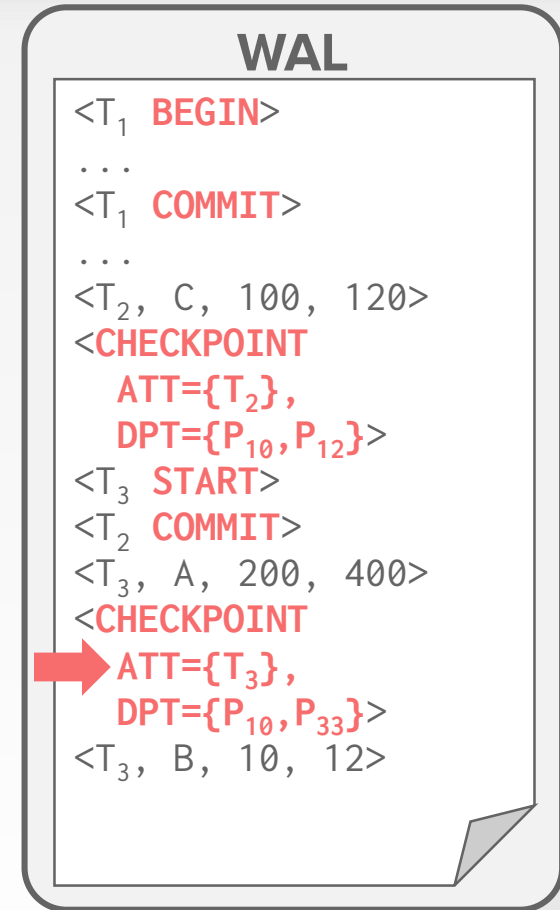 WAL
<T₁ BEGIN>
...
<T₁ COMMIT>
...
<T₂, C, 100, 120>
<CHECKPOINT
ATT={T₂},
DPT={P₁₀,P₁₂}>
<T₃ START>
<T₂ COMMIT>
<T₃, A, 200, 400>
<CHECKPOINT
ATT={T₃},
DPT={P₁₀,P₃₃}>
<T₃, B, 10, 12>